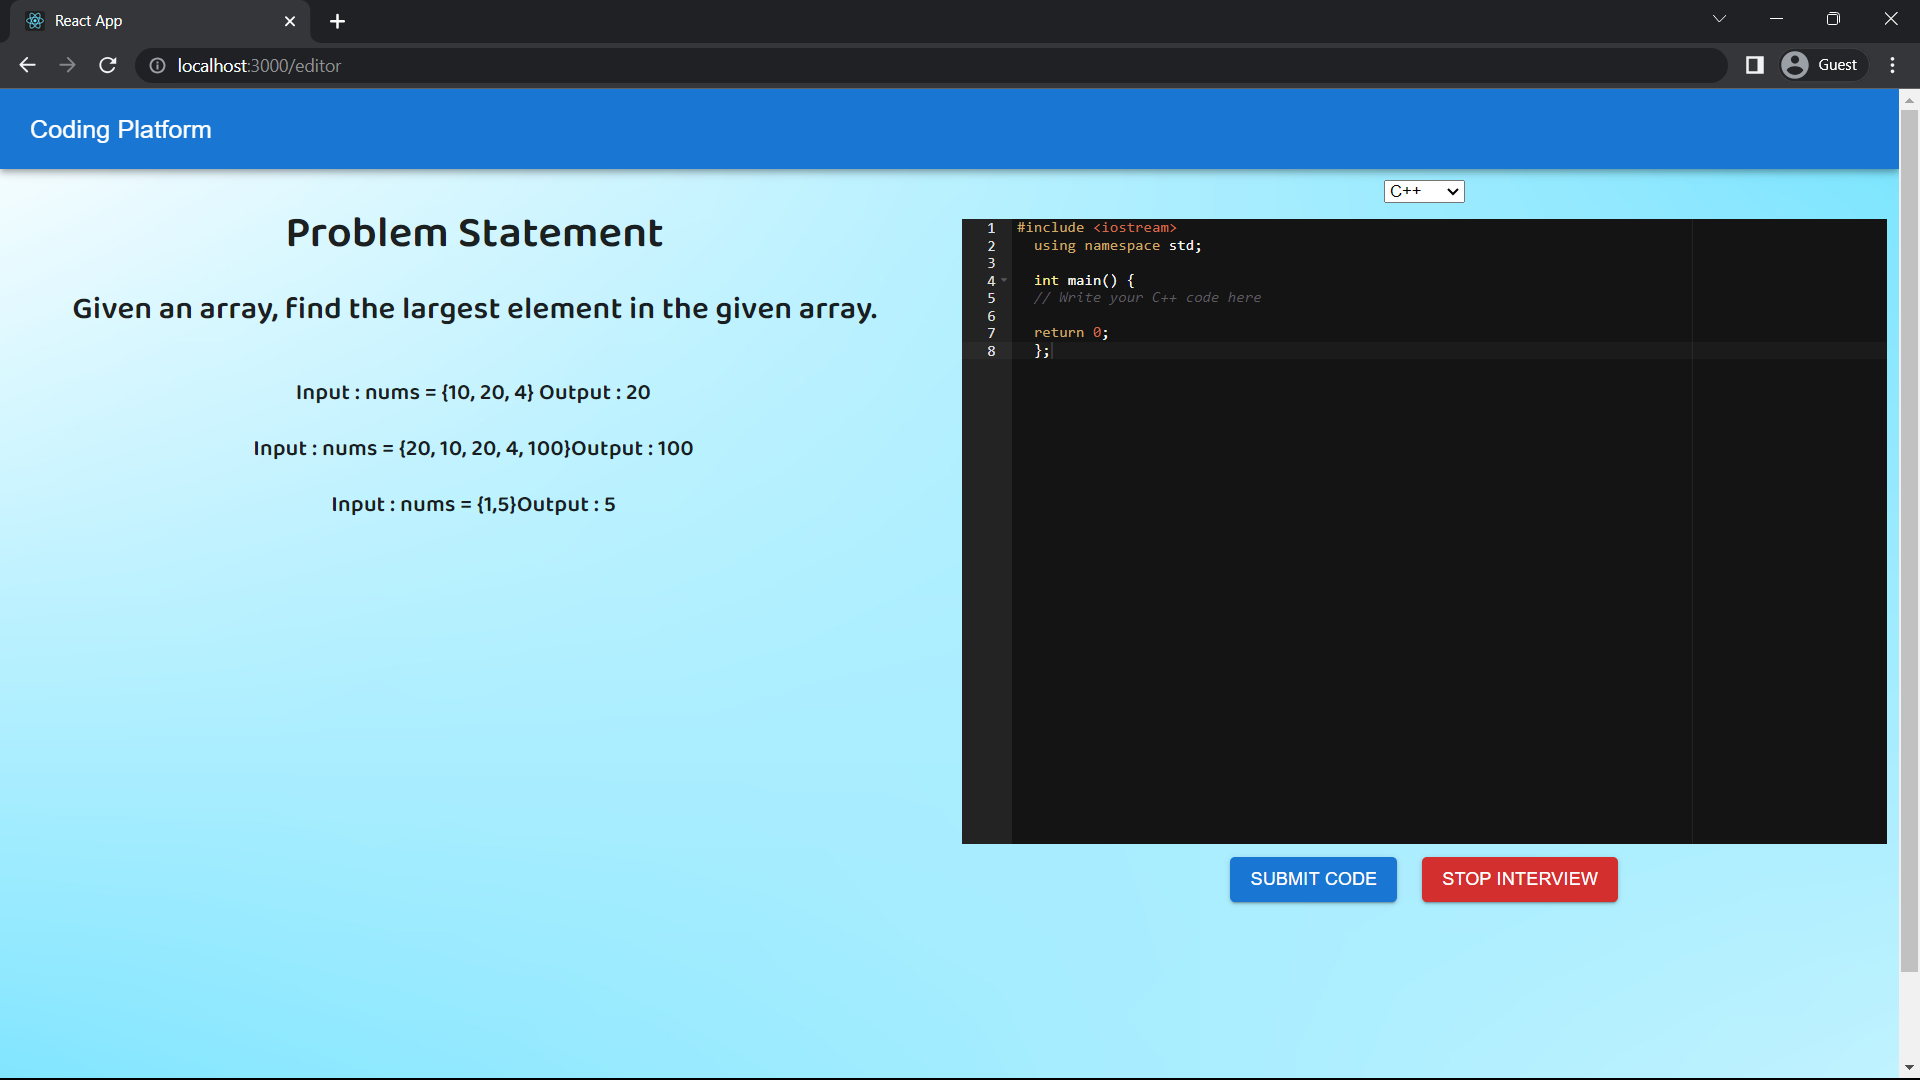 React App
localhost:3000/editor
Guest
Coding Platform
Problem Statement
Given an array, find the largest element in the given array.
Input : nums = {10, 20, 4} Output : 20
Input : nums = {20, 10, 20, 4, 100}Output : 100
Input : nums = {1,5}Output : 5
C++
1 #include <iostream>
2 using namespace std;
3
4 int main() {
5 // Write your C++ code here
6
7 return 0;
8 };
SUBMIT CODE
STOP INTERVIEW